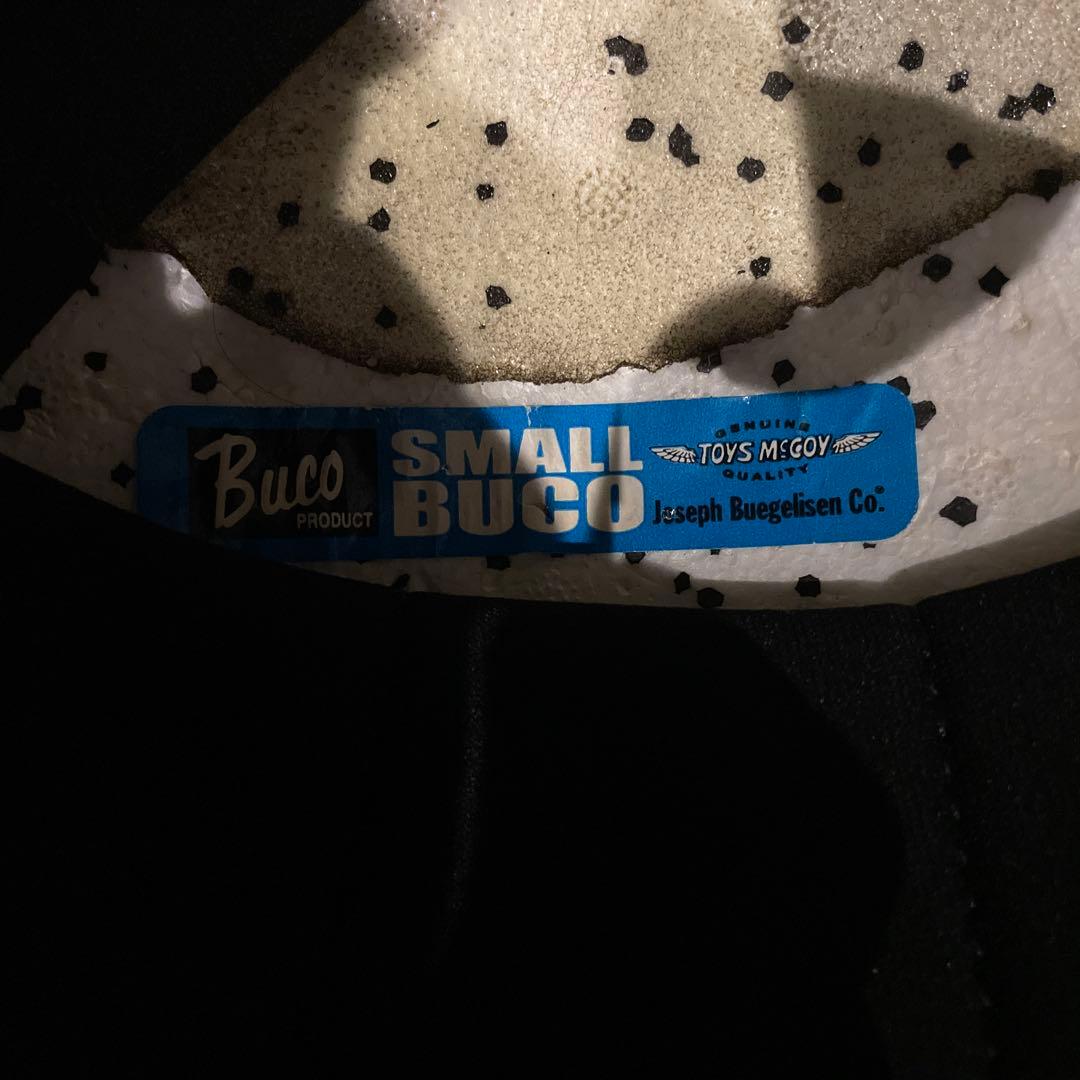 Buco
PRODUCT
SMALL
BUCO
GENUINE
TOYS McCOY
QUALITY
Joseph Buegelisen Co.®